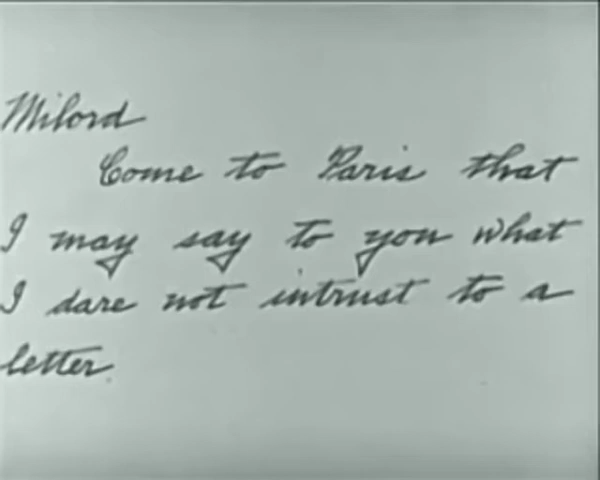 Milord
Come to Paris that
I may say to you what
I dare not intrust to a
letter.